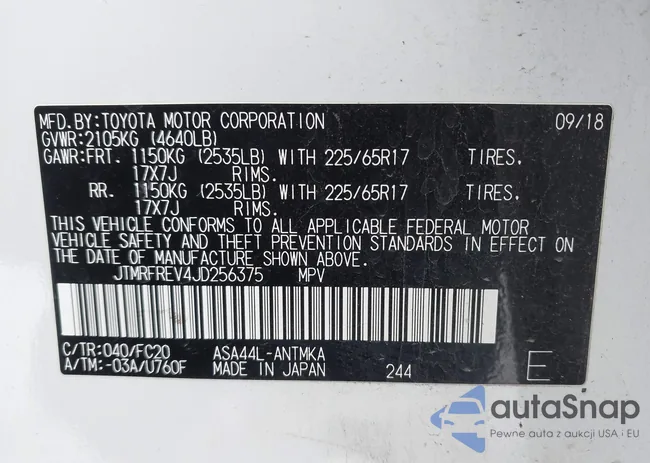 MFD.BY:TOYOTA MOTOR CORPORATION 09/18
GVWR:2105KG (4640LB)
GAWR:FRT. 1150KG (2535LB) WITH 225/65R17 TIRES,
17X7J RIMS.
RR. 1150KG (2535LB) WITH 225/65R17 TIRES,
17X7J RIMS.
THIS VEHICLE CONFORMS TO ALL APPLICABLE FEDERAL MOTOR
VEHICLE SAFETY AND THEFT PREVENTION STANDARDS IN EFFECT ON
THE DATE OF MANUFACTURE SHOWN ABOVE.
JTMRFREV4JD256375 MPV
C/TR:040/FC20 ASA44L-ANTMKA
A/TM:-03A/U760F MADE IN JAPAN 244 E
autaSnap
Pewne auta z aukcji USA i EU